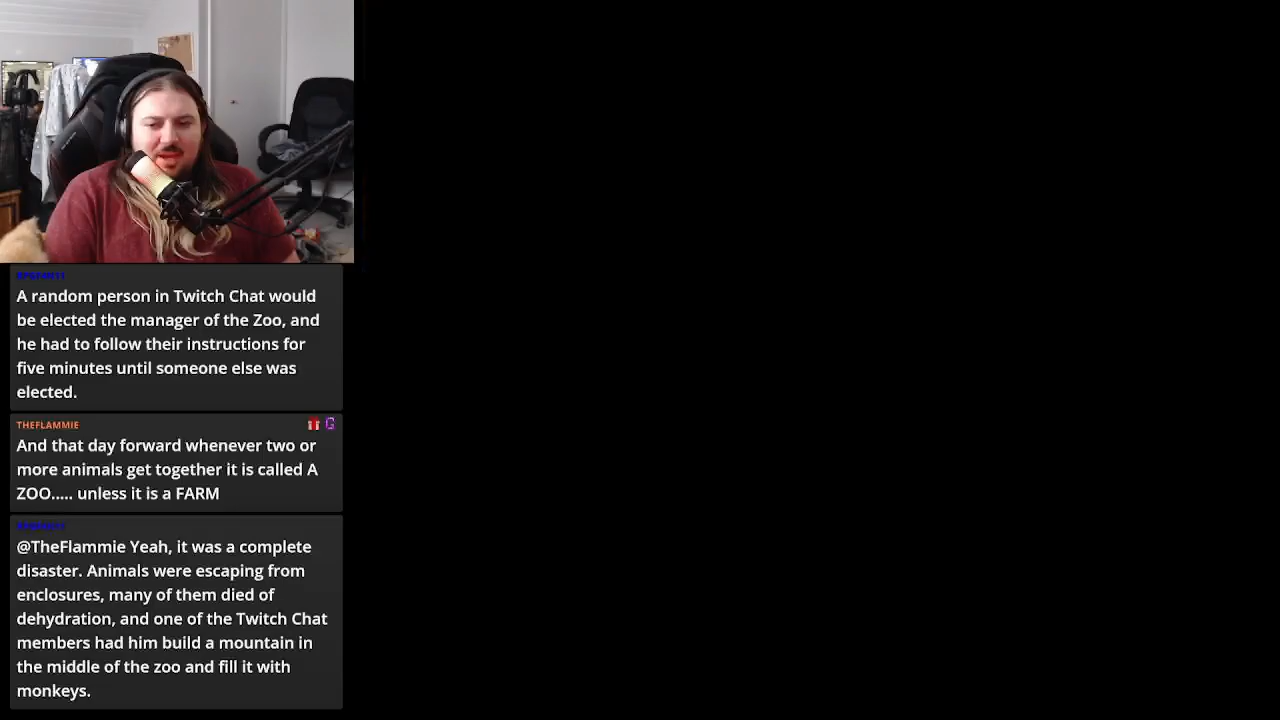 A random person in Twitch Chat would
be elected the manager of the Zoo, and
he had to follow their instructions for
five minutes until someone else was
elected.
THEFLAMMIE
And that day forward whenever two or
more animals get together it is called A
ZOO..... unless it is a FARM
@TheFlammie Yeah, it was a complete
disaster. Animals were escaping from
enclosures, many of them died of
dehydration, and one of the Twitch Chat
members had him build a mountain in
the middle of the zoo and fill it with
monkeys.